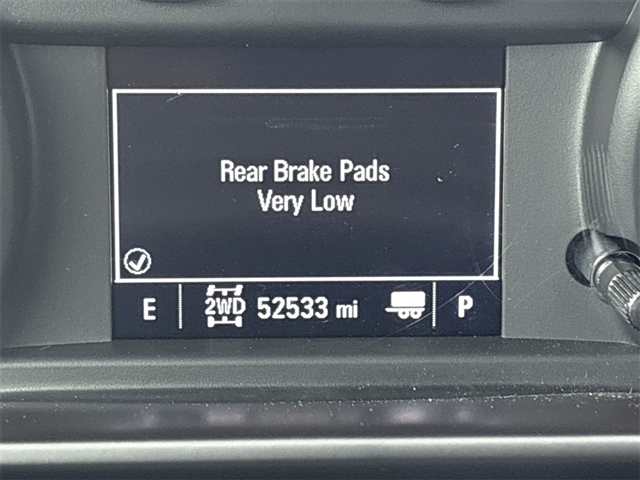 Rear Brake Pads
Very Low
E 2WD 52533 mi P